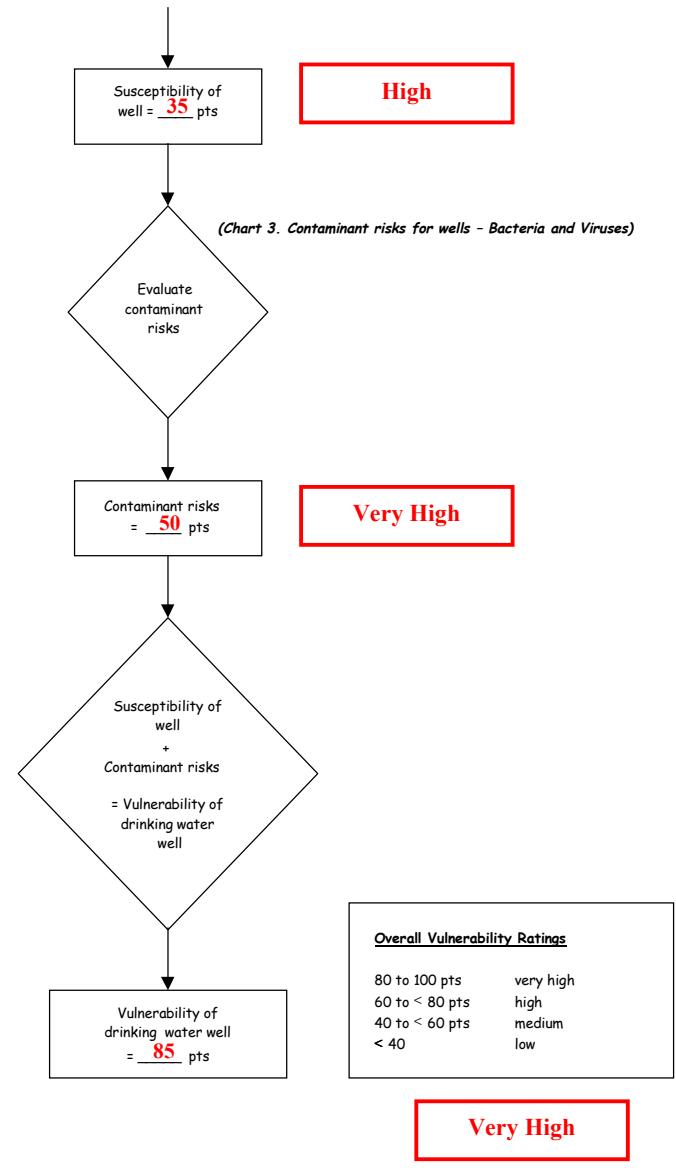 Susceptibility of
well = 35 pts
High
(Chart 3. Contaminant risks for wells – Bacteria and Viruses)
Evaluate
contaminant
risks
Contaminant risks
= 50 pts
Very High
Susceptibility of
well
+
Contaminant risks
= Vulnerability of
drinking water
well
Vulnerability of
drinking water well
= 85 pts
Overall Vulnerability Ratings
80 to 100 pts very high
60 to < 80 pts high
40 to < 60 pts medium
< 40 low
Very High